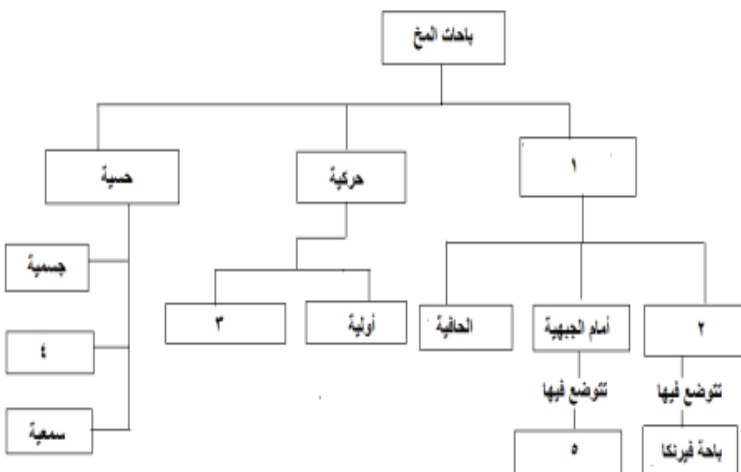 باحات المخ
١
حركية
حسية
٢
أمام الجبهية
الحافية
أولية
٣
جسمية
٤
سمعية
تتوضع فيها
تتوضع فيها
باحة فيرنكا
٥